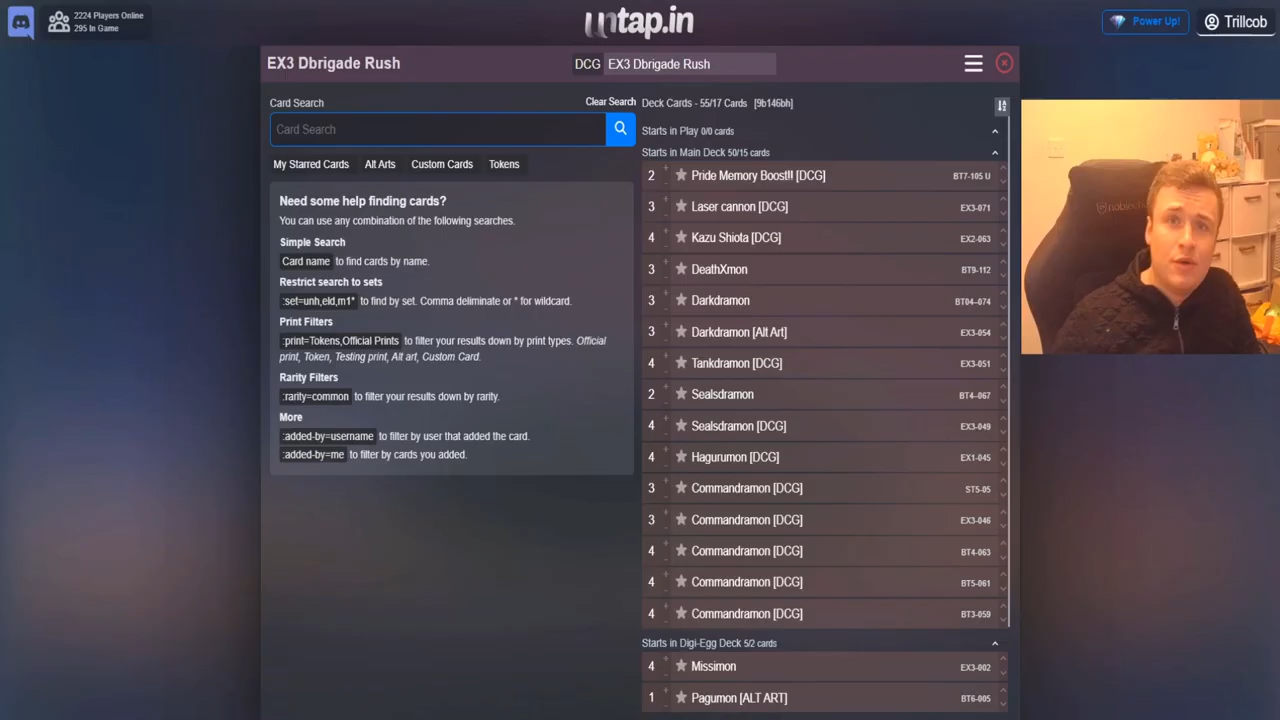 2224 Players Online
295 In Game
untap.in
Power Up!
Trillcob
EX3 Dbrigade Rush
DCG EX3 Dbrigade Rush
Card Search
Clear Search
Card Search
My Starred Cards Alt Arts Custom Cards Tokens
Need some help finding cards?
You can use any combination of the following searches.
Simple Search
Card name to find cards by name.
Restrict search to sets
:set=unh,eld,m1* to find by set. Comma deliminate or * for wildcard.
Print Filters
:print=Tokens,Official Prints to filter your results down by print types. Official
print, Token, Testing print, Alt art, Custom Card.
Rarity Filters
:rarity=common to filter your results down by rarity.
More
:added-by=username to filter by user that added the card.
:added-by=me to filter by cards you added.
Deck Cards - 55/17 Cards [9b146bh]
Starts in Play 0/0 cards
Starts in Main Deck 50/15 cards
2 Pride Memory Boost!! [DCG] BT7-105 U
3 Laser cannon [DCG] EX3-071
4 Kazu Shiota [DCG] EX2-063
3 DeathXmon BT9-112
3 Darkdramon BT04-074
3 Darkdramon [Alt Art] EX3-054
4 Tankdramon [DCG] EX3-051
2 Sealsdramon BT4-067
4 Sealsdramon [DCG] EX3-049
4 Hagurumon [DCG] EX1-045
3 Commandramon [DCG] ST5-05
3 Commandramon [DCG] EX3-046
4 Commandramon [DCG] BT4-063
4 Commandramon [DCG] BT5-061
4 Commandramon [DCG] BT3-059
Starts in Digi-Egg Deck 5/2 cards
4 Missimon EX3-002
1 Pagumon [ALT ART] BT6-005